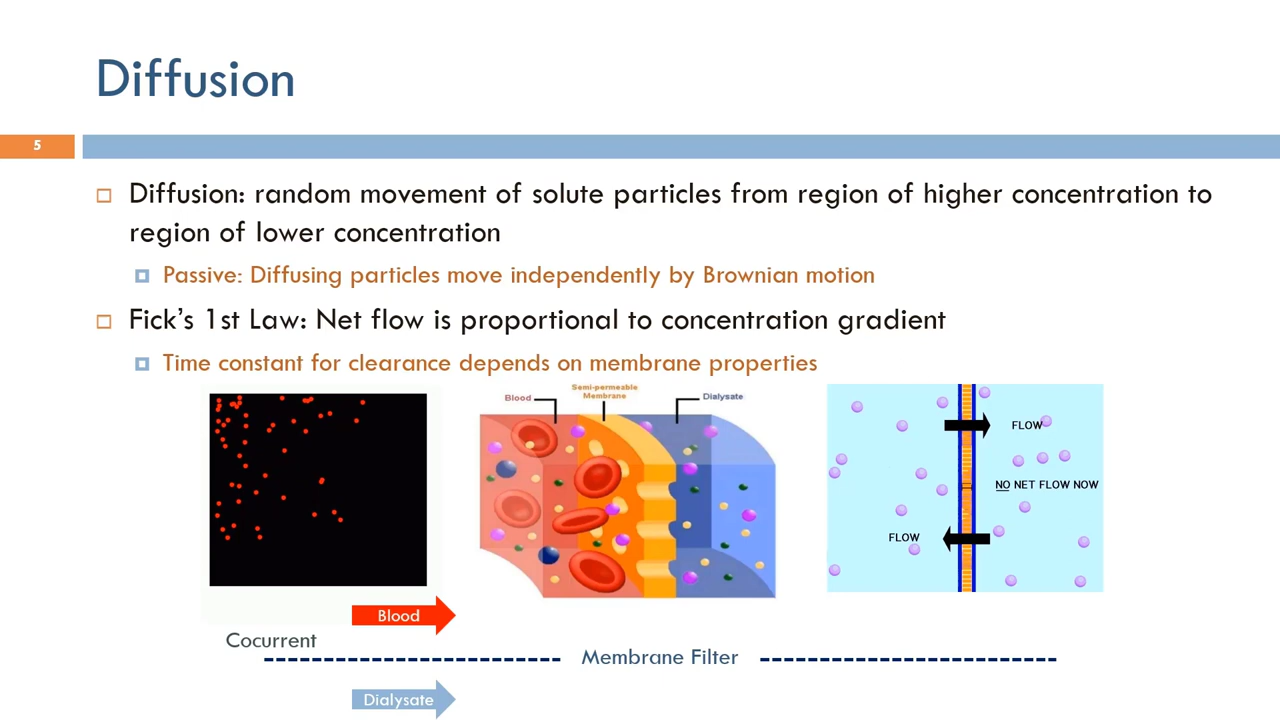 Diffusion
5
Diffusion: random movement of solute particles from region of higher concentration to
region of lower concentration
Passive: Diffusing particles move independently by Brownian motion
Fick's 1st Law: Net flow is proportional to concentration gradient
Time constant for clearance depends on membrane properties
Blood
Semi-permeable
Membrane
Dialysate
FLOW
NO NET FLOW NOW
FLOW
Blood
Cocurrent
Membrane Filter
Dialysate